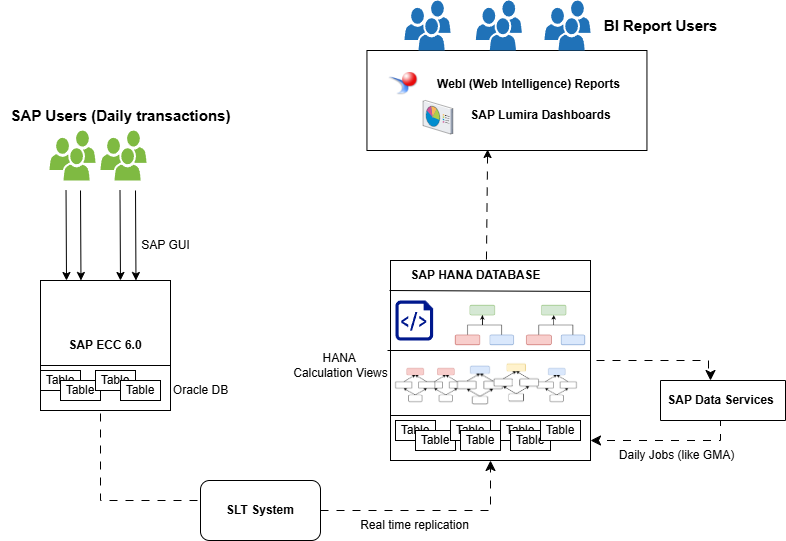 BI Report Users
WebI (Web Intelligence) Reports
SAP Lumira Dashboards
SAP Users (Daily transactions)
SAP GUI
SAP ECC 6.0
Table
Table
Table
Table
Oracle DB
SLT System
Real time replication
SAP HANA DATABASE
</>
HANA
Calculation Views
Table
Table
Table
Table
Table
Table
Table
SAP Data Services
Daily Jobs (like GMA)